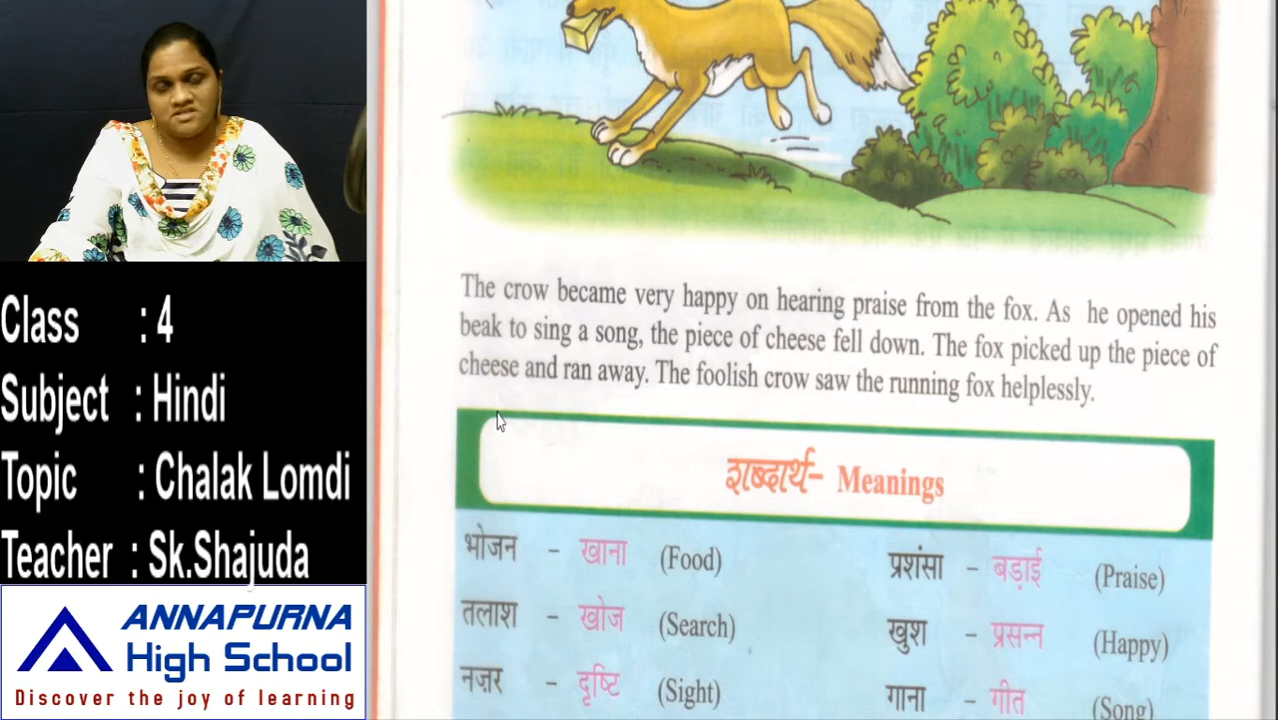 Class : 4
Subject : Hindi
Topic : Chalak Lomdi
Teacher : Sk.Shajuda
ANNAPURNA
High School
Discover the joy of learning
The crow became very happy on hearing praise from the fox. As he opened his
beak to sing a song, the piece of cheese fell down. The fox picked up the piece of
cheese and ran away. The foolish crow saw the running fox helplessly.
शब्दार्थ– Meanings
भोजन – खाना (Food) प्रशंसा – बड़ाई (Praise)
तलाश – खोज (Search) खुश – प्रसन्न (Happy)
नज़र – दृष्टि (Sight) गाना – गीत (Song)